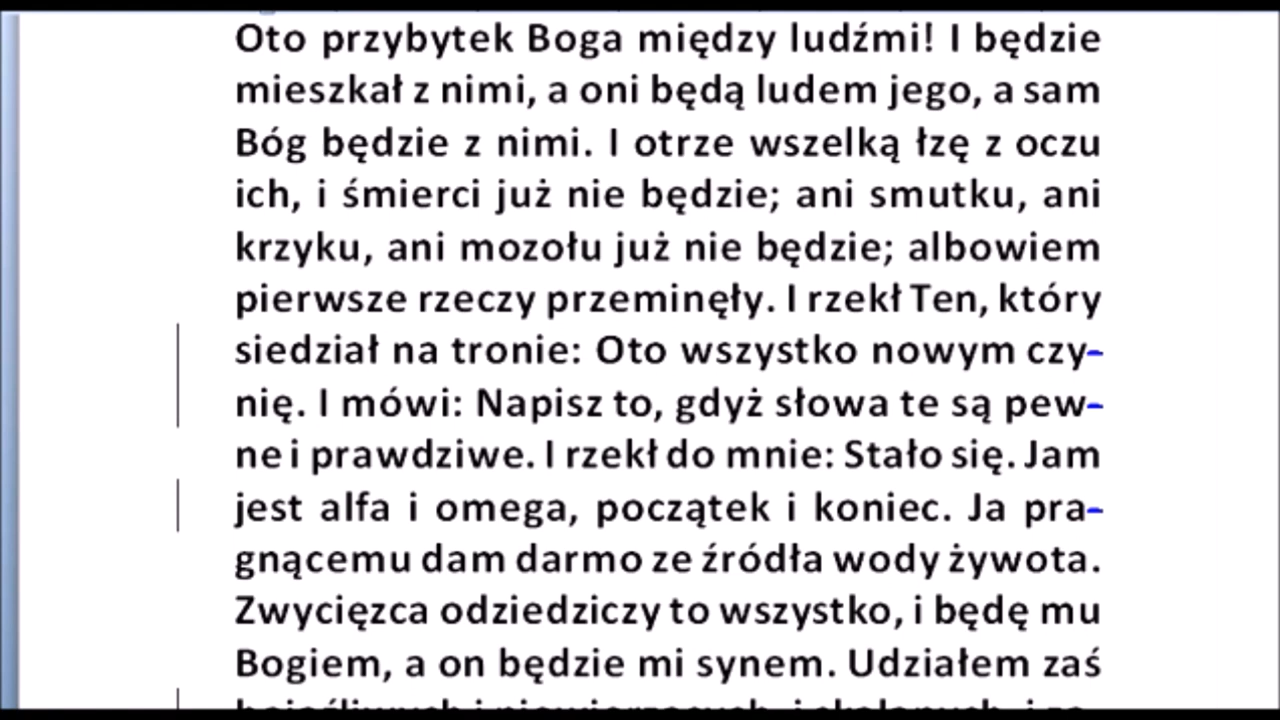 Oto przybytek Boga między ludźmi! I będzie
mieszkał z nimi, a oni będą ludem jego, a sam
Bóg będzie z nimi. I otrze wszelką łzę z oczu
ich, i śmierci już nie będzie; ani smutku, ani
krzyku, ani mozołu już nie będzie; albowiem
pierwsze rzeczy przeminęły. I rzekł Ten, który
siedział na tronie: Oto wszystko nowym czy-
nię. I mówi: Napisz to, gdyż słowa te są pew-
ne i prawdziwe. I rzekł do mnie: Stało się. Jam
jest alfa i omega, początek i koniec. Ja pra-
gnącemu dam darmo ze źródła wody żywota.
Zwycięzca odziedziczy to wszystko, i będę mu
Bogiem, a on będzie mi synem. Udziałem zaś